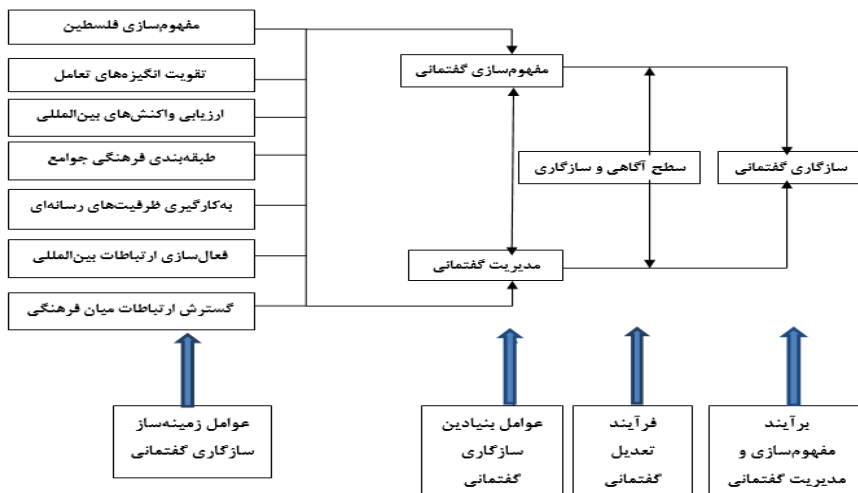 مفهوم‌سازی فلسطین
تقویت انگیزه‌های تعامل
ارزیابی واکنش‌های بین‌المللی
طبقه‌بندی فرهنگی جوامع
به‌کارگیری ظرفیت‌های رسانه‌ای
فعال‌سازی ارتباطات بین‌المللی
گسترش ارتباطات میان فرهنگی
مفهوم‌سازی گفتمانی
مدیریت گفتمانی
سطح آگاهی و سازگاری
سازگاری گفتمانی
عوامل زمینه‌ساز
سازگاری گفتمانی
عوامل بنیادین
سازگاری
گفتمانی
فرآیند
تعدیل
گفتمانی
برآیند
مفهوم‌سازی و
مدیریت گفتمانی